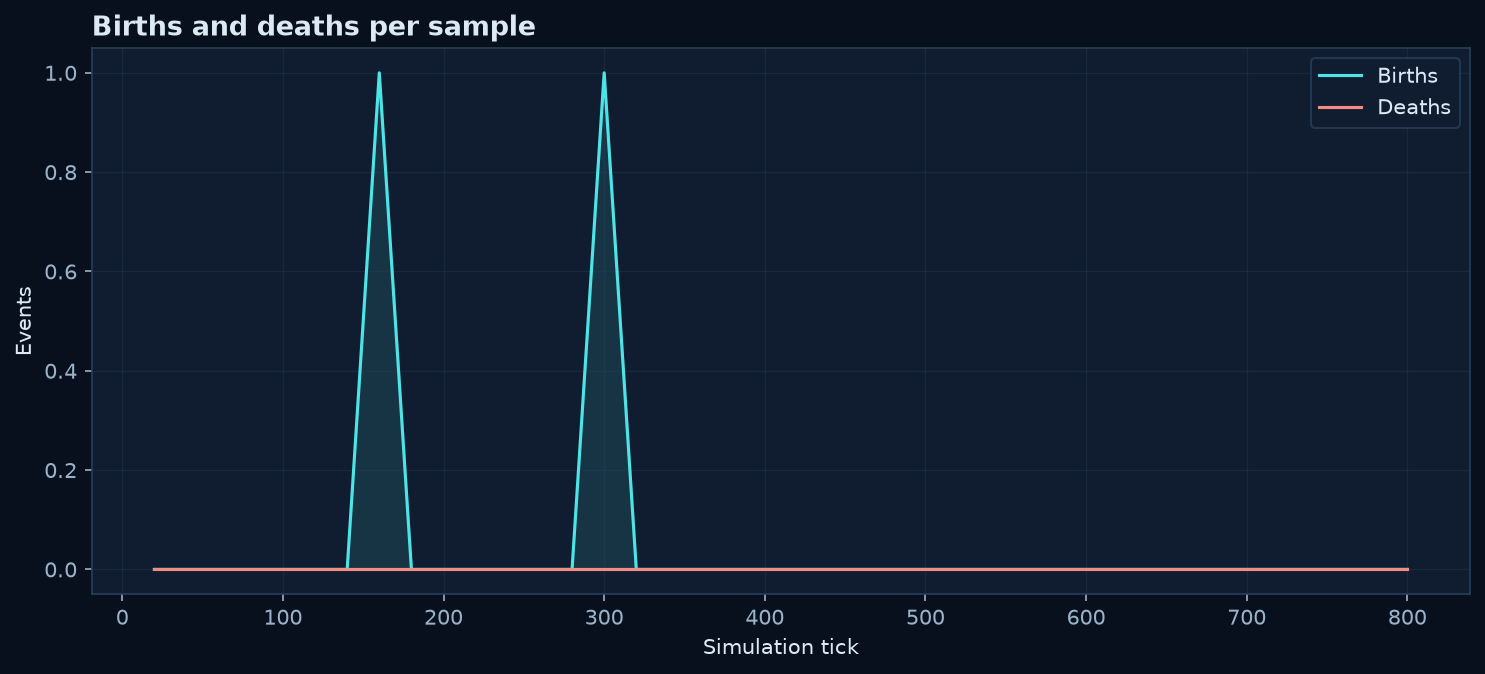 Births and deaths per sample
Births
Deaths
1.0
0.8
0.6
0.4
0.2
0.0
Events
0 100 200 300 400 500 600 700 800
Simulation tick